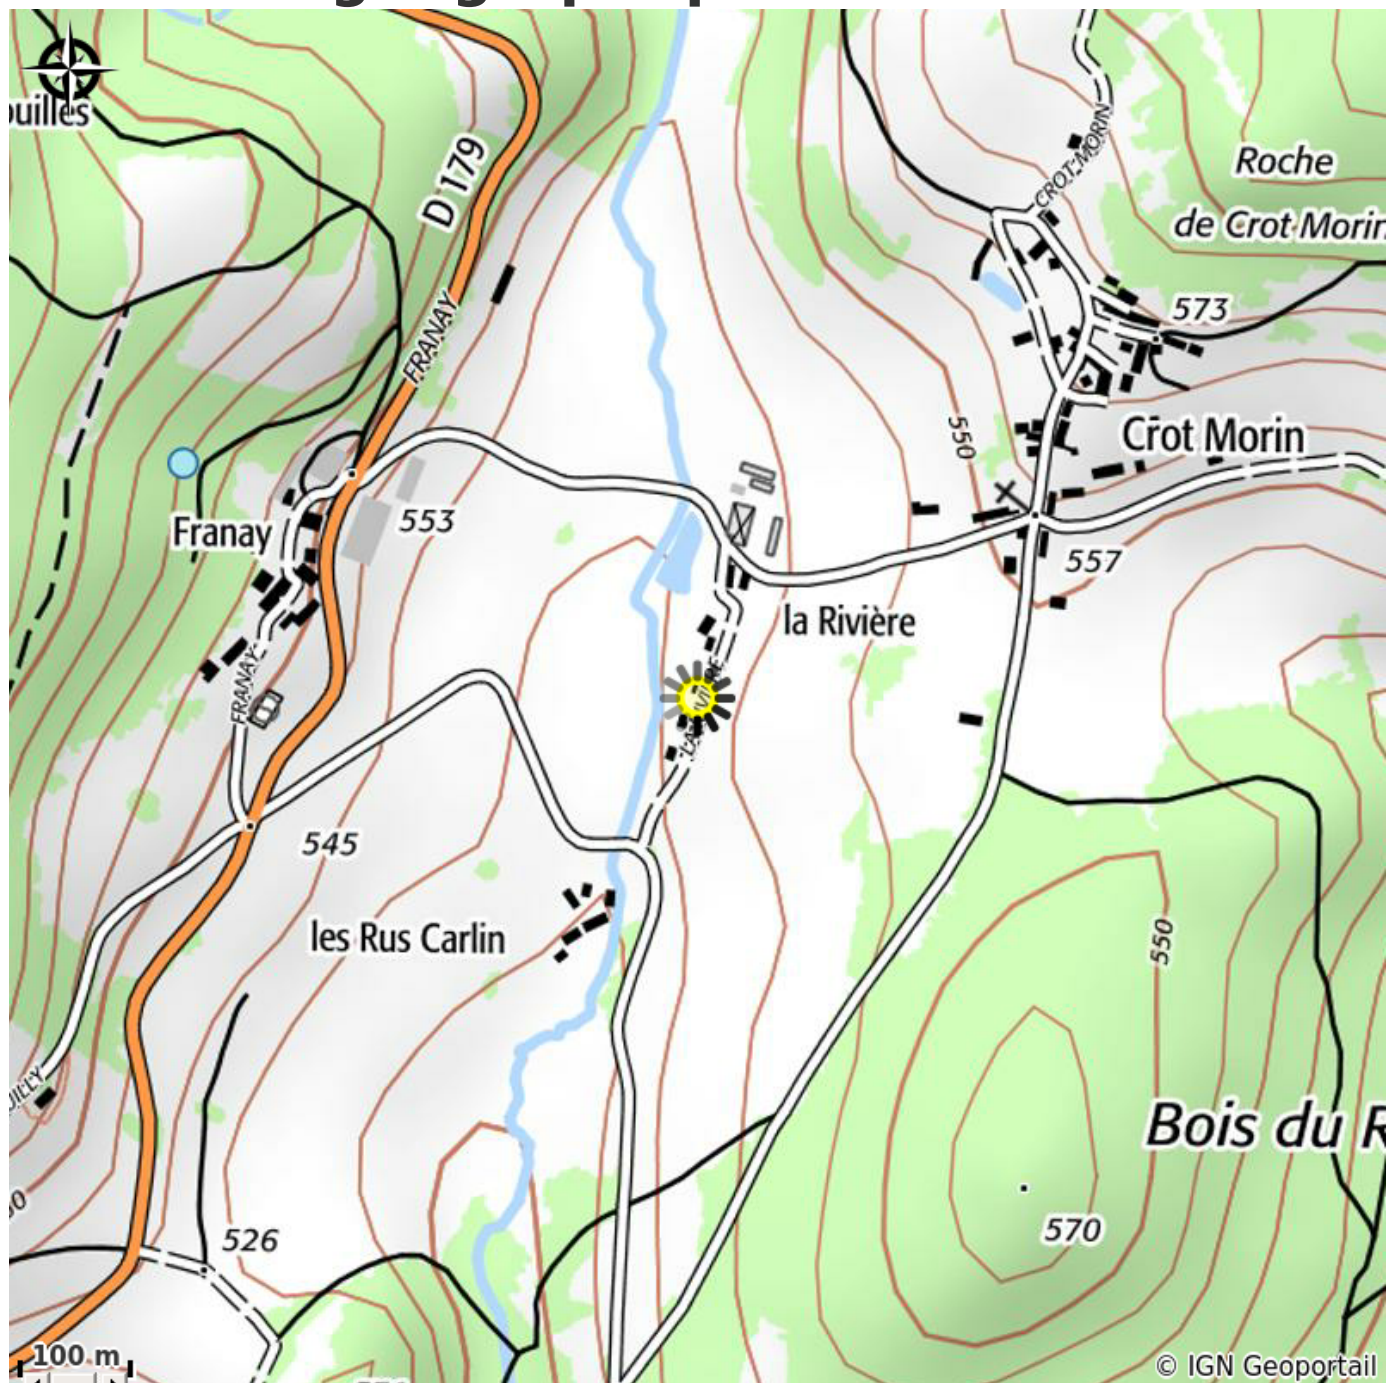 D 179
CROT MORIN
Roche
de Crot Morin
573
FRANAY
550
Crot Morin
553
Franay
557
la Rivière
FRANAY
545
les Rus Carlin
550
Bois du R
526
570
100 m
© IGN Geoportail